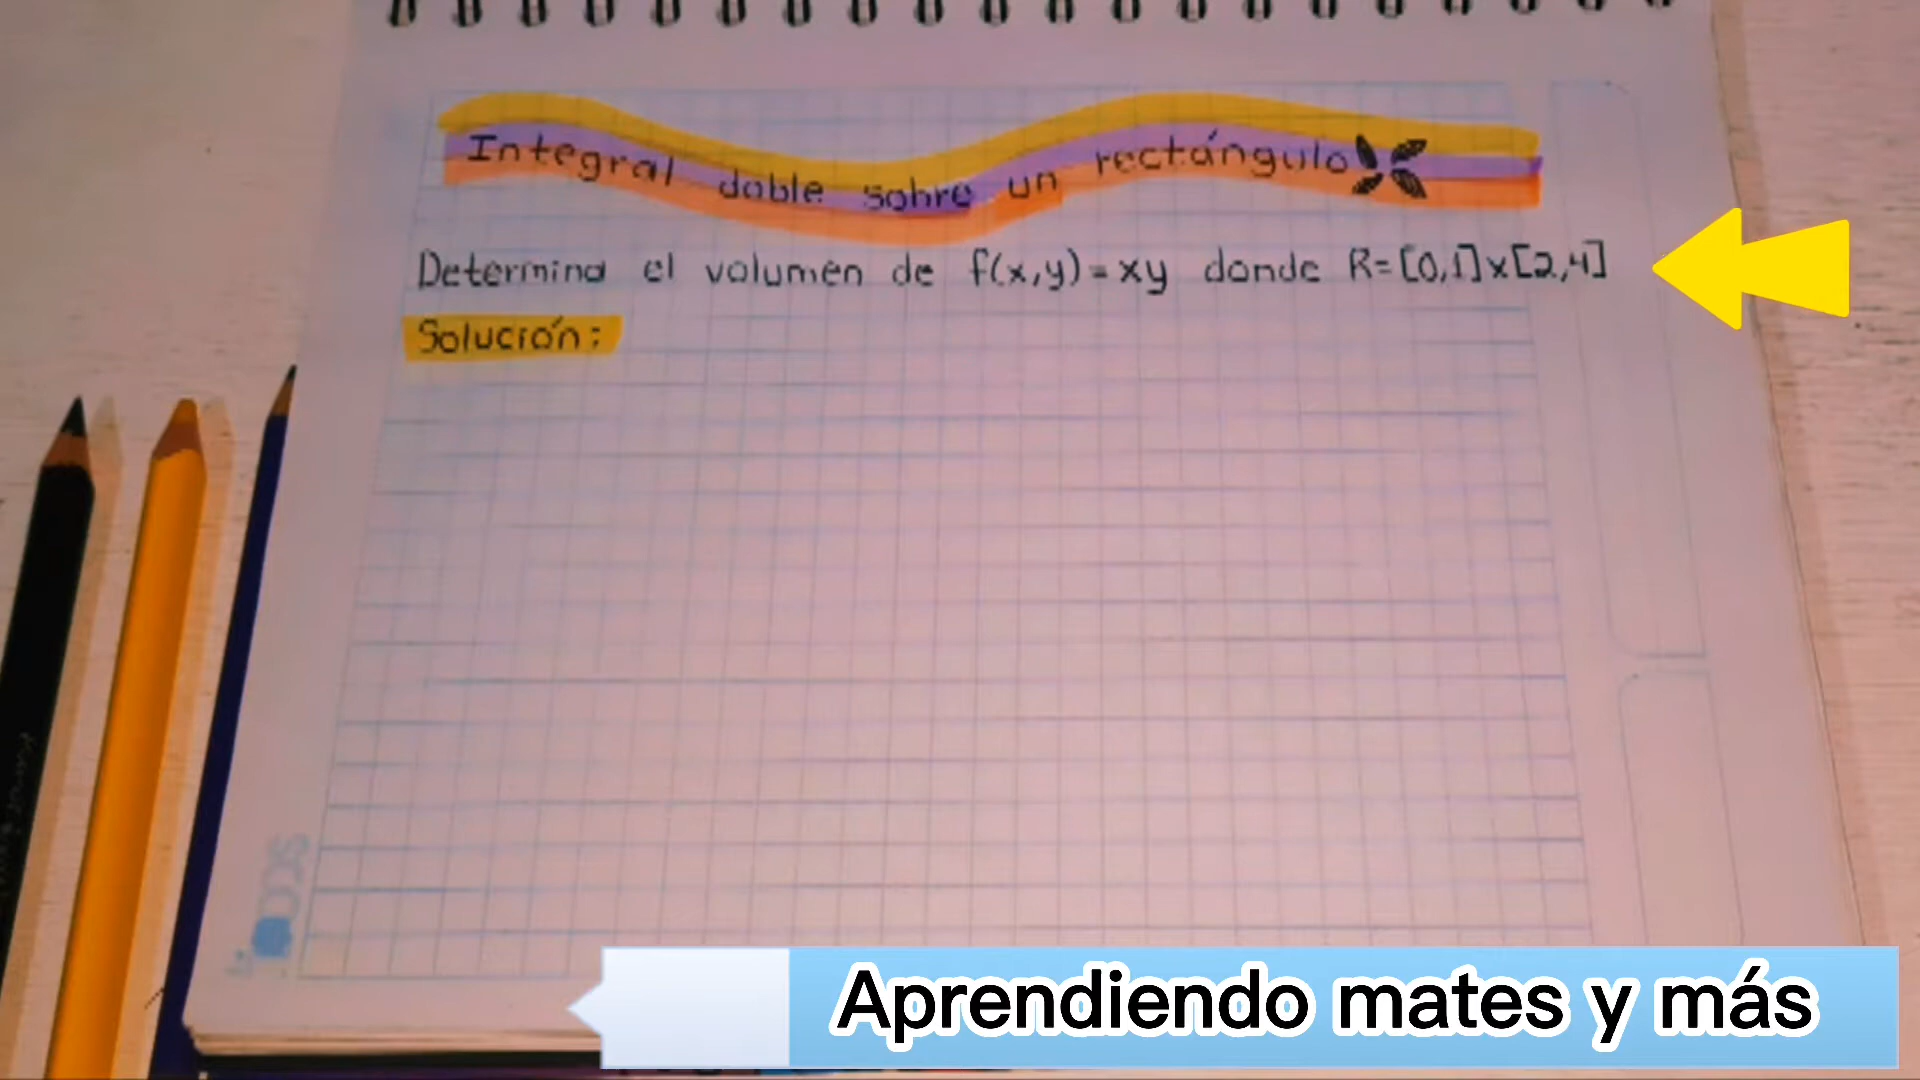 Integral doble sobre un rectángulo
Determina el volumen de f(x,y)=xy donde R=[0,1]x[2,4]
Solución:
Aprendiendo mates y más